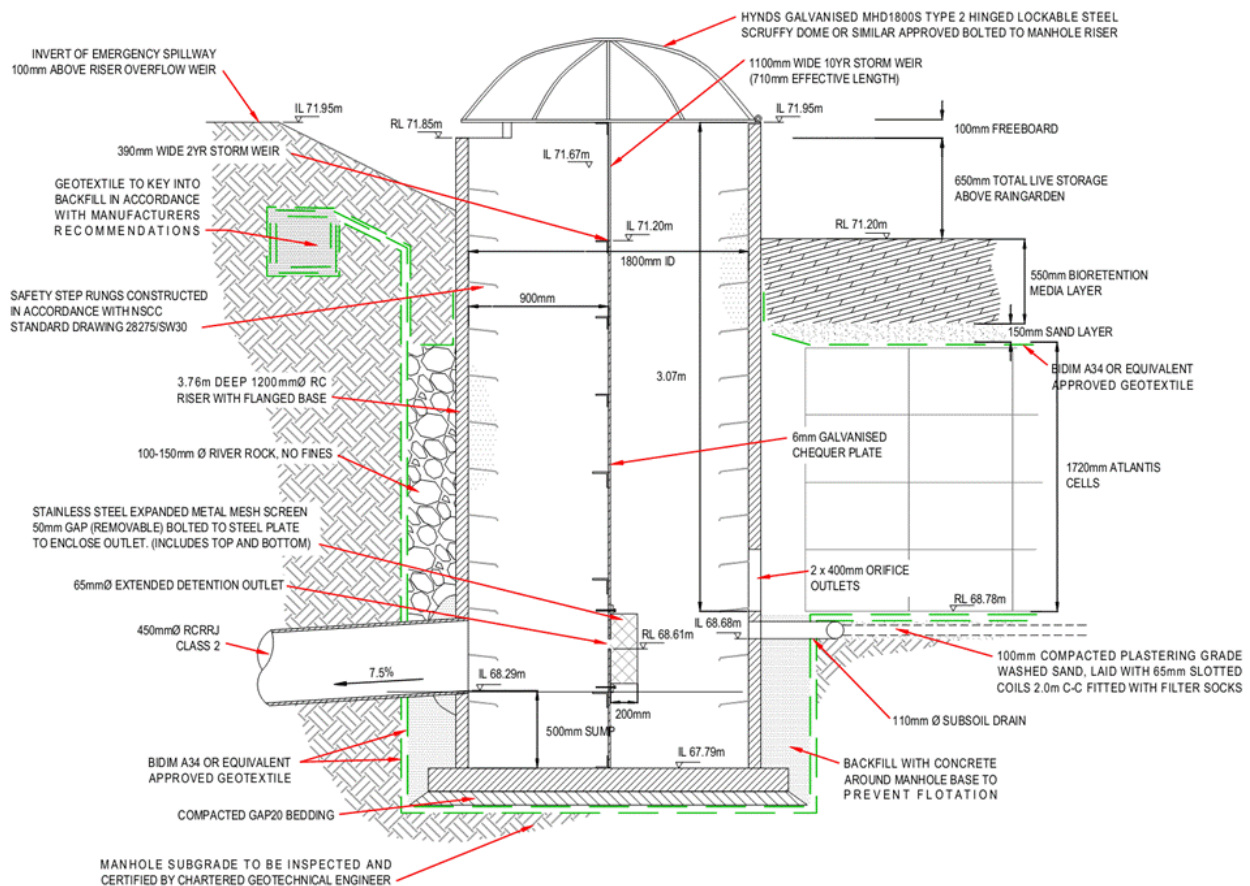 HYNDS GALVANISED MHD1800S TYPE 2 HINGED LOCKABLE STEEL
SCRUFFY DOME OR SIMILAR APPROVED BOLTED TO MANHOLE RISER
INVERT OF EMERGENCY SPILLWAY
100mm ABOVE RISER OVERFLOW WEIR
1100mm WIDE 10YR STORM WEIR
(710mm EFFECTIVE LENGTH)
IL 71.95m
IL 71.95m
RL 71.85m
100mm FREEBOARD
390mm WIDE 2YR STORM WEIR
IL 71.67m
GEOTEXTILE TO KEY INTO
BACKFILL IN ACCORDANCE
WITH MANUFACTURERS
RECOMMENDATIONS
650mm TOTAL LIVE STORAGE
ABOVE RAINGARDEN
IL 71.20m
RL 71.20m
1800mm ID
550mm BIORETENTION
MEDIA LAYER
SAFETY STEP RUNGS CONSTRUCTED
IN ACCORDANCE WITH NSCC
STANDARD DRAWING 28275/SW30
900mm
150mm SAND LAYER
BIDIM A34 OR EQUIVALENT
APPROVED GEOTEXTILE
3.76m DEEP 1200mmØ RC
RISER WITH FLANGED BASE
3.07m
100-150mm Ø RIVER ROCK, NO FINES
6mm GALVANISED
CHEQUER PLATE
1720mm ATLANTIS
CELLS
STAINLESS STEEL EXPANDED METAL MESH SCREEN
50mm GAP (REMOVABLE) BOLTED TO STEEL PLATE
TO ENCLOSE OUTLET. (INCLUDES TOP AND BOTTOM)
2 x 400mm ORIFICE
OUTLETS
65mmØ EXTENDED DETENTION OUTLET
RL 68.78m
450mmØ RCRRJ
CLASS 2
RL 68.61m
IL 68.68m
100mm COMPACTED PLASTERING GRADE
WASHED SAND, LAID WITH 65mm SLOTTED
COILS 2.0m C-C FITTED WITH FILTER SOCKS
7.5%
IL 68.29m
200mm
110mm Ø SUBSOIL DRAIN
500mm SUMP
BIDIM A34 OR EQUIVALENT
APPROVED GEOTEXTILE
IL 67.79m
BACKFILL WITH CONCRETE
AROUND MANHOLE BASE TO
PREVENT FLOTATION
COMPACTED GAP20 BEDDING
MANHOLE SUBGRADE TO BE INSPECTED AND
CERTIFIED BY CHARTERED GEOTECHNICAL ENGINEER